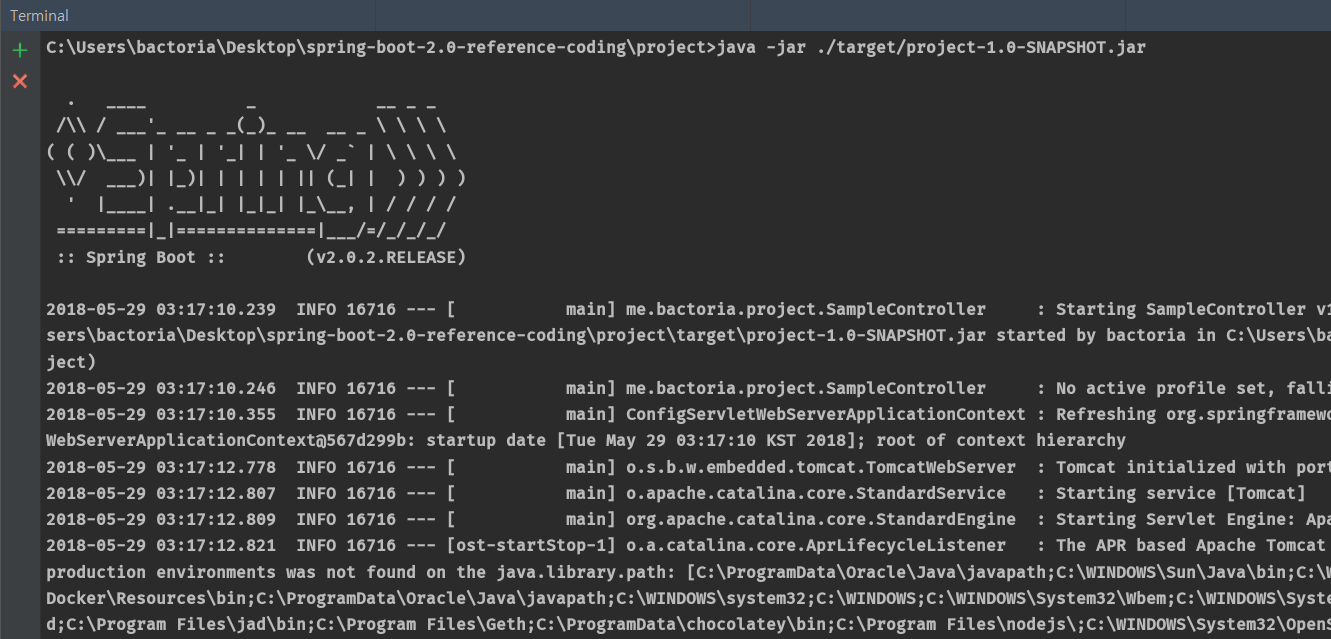 Terminal
C:\Users\bactoria\Desktop\spring-boot-2.0-reference-coding\project>java -jar ./target/project-1.0-SNAPSHOT.jar
  .   ____          _            __ _ _
 /\\ / ___'_ __ _ _(_)_ __  __ _ \ \ \ \
( ( )\___ | '_ | '_| | '_ \/ _` | \ \ \ \
 \\/  ___)| |_)| | | | | || (_| |  ) ) ) )
  '  |____| .__|_| |_|_| |_\__, | / / / /
 =========|_|==============|___/=/_/_/_/
 :: Spring Boot ::        (v2.0.2.RELEASE)
2018-05-29 03:17:10.239  INFO 16716 --- [           main] me.bactoria.project.SampleController     : Starting SampleController v1
sers\bactoria\Desktop\spring-boot-2.0-reference-coding\project\target\project-1.0-SNAPSHOT.jar started by bactoria in C:\Users\ba
ject)
2018-05-29 03:17:10.246  INFO 16716 --- [           main] me.bactoria.project.SampleController     : No active profile set, falli
2018-05-29 03:17:10.355  INFO 16716 --- [           main] ConfigServletWebServerApplicationContext : Refreshing org.springframewo
WebServerApplicationContext@567d299b: startup date [Tue May 29 03:17:10 KST 2018]; root of context hierarchy
2018-05-29 03:17:12.778  INFO 16716 --- [           main] o.s.b.w.embedded.tomcat.TomcatWebServer  : Tomcat initialized with port
2018-05-29 03:17:12.807  INFO 16716 --- [           main] o.apache.catalina.core.StandardService   : Starting service [Tomcat]
2018-05-29 03:17:12.809  INFO 16716 --- [           main] org.apache.catalina.core.StandardEngine  : Starting Servlet Engine: Apa
2018-05-29 03:17:12.821  INFO 16716 --- [ost-startStop-1] o.a.catalina.core.AprLifecycleListener   : The APR based Apache Tomcat
production environments was not found on the java.library.path: [C:\ProgramData\Oracle\Java\javapath;C:\WINDOWS\Sun\Java\bin;C:\W
Docker\Resources\bin;C:\ProgramData\Oracle\Java\javapath;C:\WINDOWS\system32;C:\WINDOWS;C:\WINDOWS\System32\Wbem;C:\WINDOWS\Syste
d;C:\Program Files\jad\bin;C:\Program Files\Geth;C:\ProgramData\chocolatey\bin;C:\Program Files\nodejs\;C:\WINDOWS\System32\OpenS